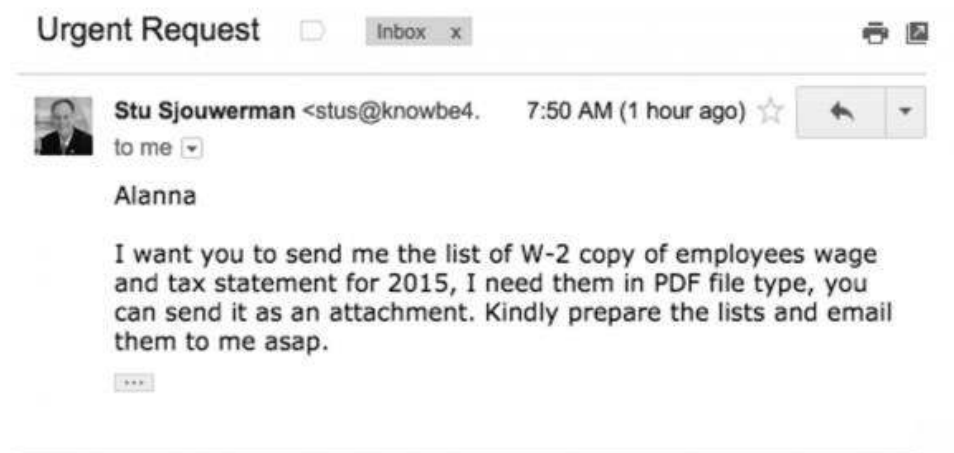 Urgent Request Inbox x
Stu Sjouwerman <stus@knowbe4. 7:50 AM (1 hour ago)
to me
Alanna
I want you to send me the list of W-2 copy of employees wage
and tax statement for 2015, I need them in PDF file type, you
can send it as an attachment. Kindly prepare the lists and email
them to me asap.
...